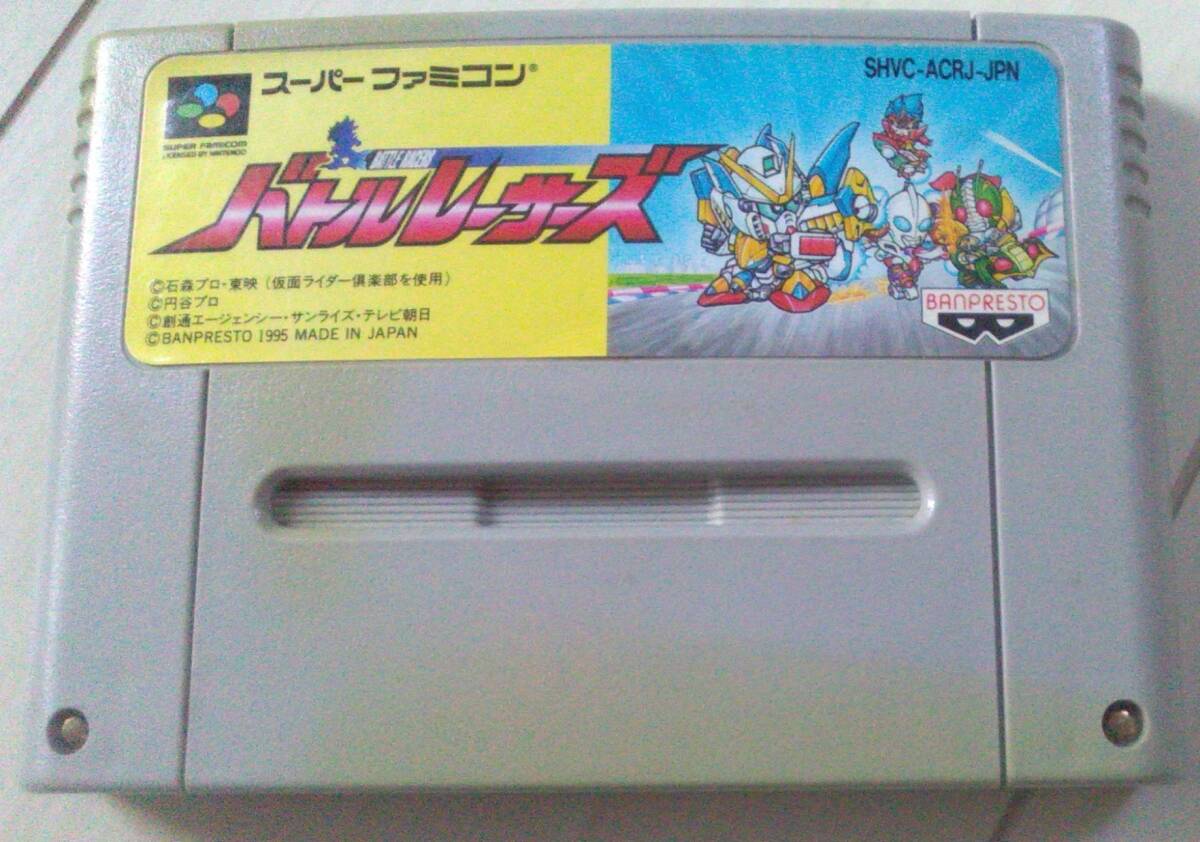 スーパーファミコン®
SHVC-ACRJ-JPN
SUPER FAMICOM
LICENSED BY NINTENDO
BATTLE RACERS
バトルレーサーズ
©石森プロ・東映（仮面ライダー倶楽部を使用）
©円谷プロ
©創通エージェンシー・サンライズ・テレビ朝日
©BANPRESTO 1995 MADE IN JAPAN
BANPRESTO